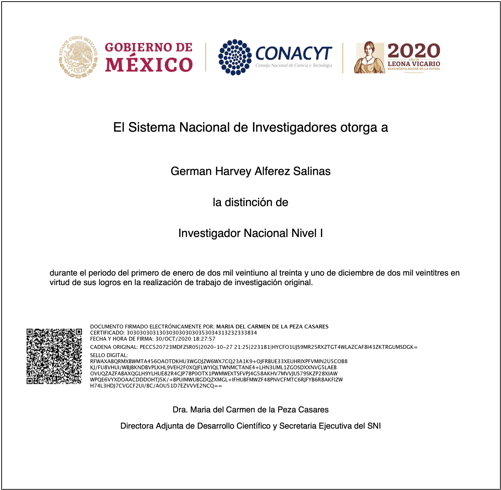 GOBIERNO DE
MÉXICO
CONACYT
Consejo Nacional de Ciencia y Tecnología
2020
LEONA VICARIO
BENEMÉRITA MADRE DE LA PATRIA
El Sistema Nacional de Investigadores otorga a
German Harvey Alferez Salinas
la distinción de
Investigador Nacional Nivel I
durante el periodo del primero de enero de dos mil veintiuno al treinta y uno de diciembre de dos mil veintitres en
virtud de sus logros en la realización de trabajo de investigación original.
DOCUMENTO FIRMADO ELECTRÓNICAMENTE POR: MARIA DEL CARMEN DE LA PEZA CASARES
CERTIFICADO:
FECHA Y HORA DE FIRMA: 30/OCT/2020 18:27:57
CADENA ORIGINAL:
SELLO DIGITAL:
Dra. Maria del Carmen de la Peza Casares
Directora Adjunta de Desarrollo Científico y Secretaria Ejecutiva del SNI